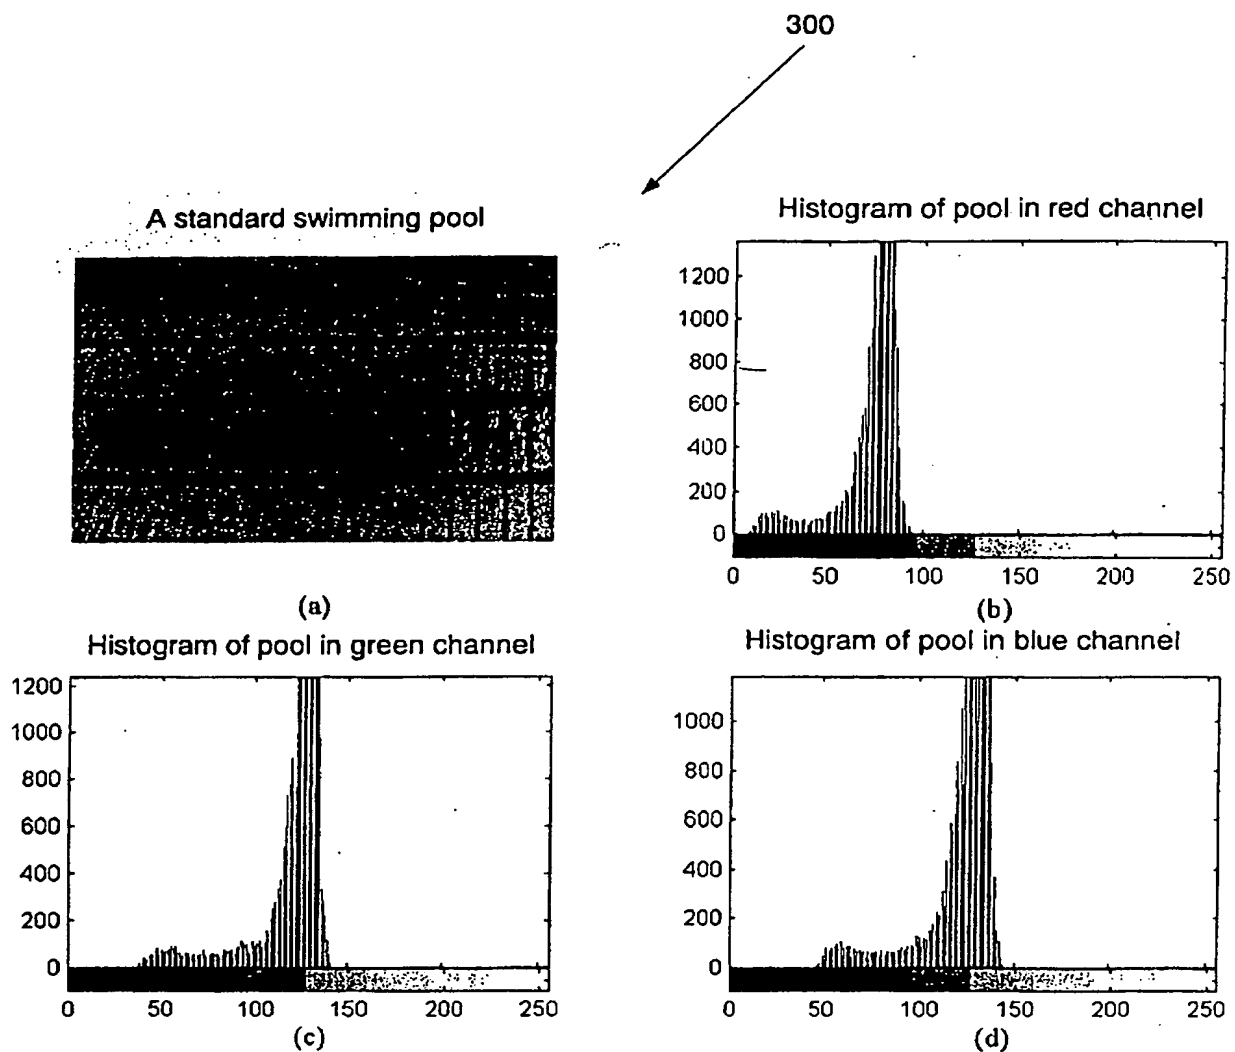 300
A standard swimming pool
(a)
Histogram of pool in red channel
1200
1000
800
600
400
200
0
0 50 100 150 200 250
(b)
Histogram of pool in green channel
1200
1000
800
600
400
200
0
0 50 100 150 200 250
(c)
Histogram of pool in blue channel
1000
800
600
400
200
0
0 50 100 150 200 250
(d)